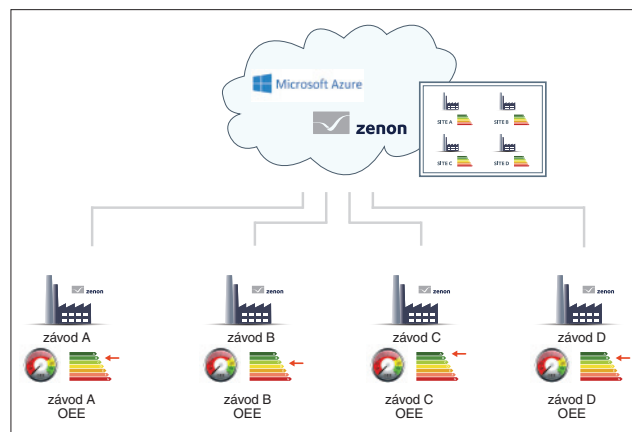 Microsoft Azure
zenon
SITE A
SITE B
SITE C
SITE D
zenon
zenon
zenon
zenon
závod A
závod B
závod C
závod D
závod A
OEE
závod B
OEE
závod C
OEE
závod D
OEE